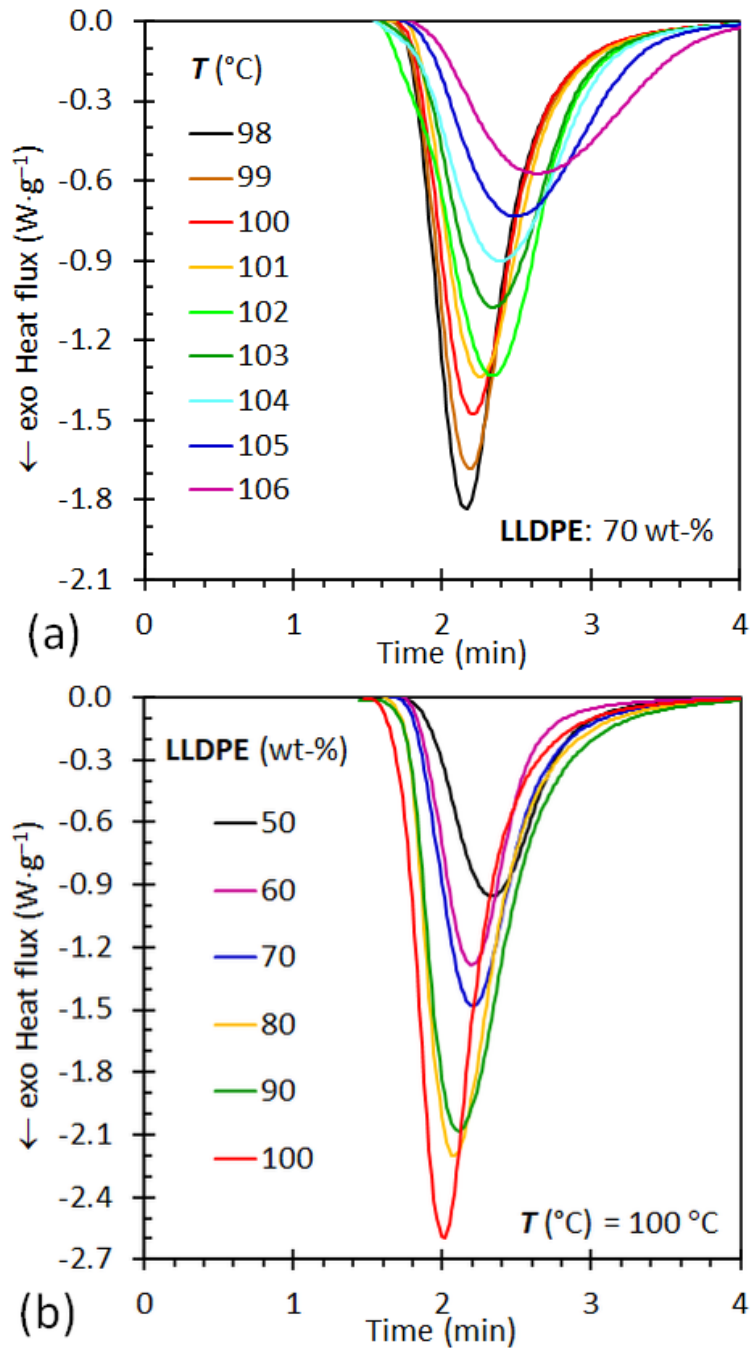 0.0
T (°C)
-0.3
98
99
-0.6
100
101
-0.9
102
103
-1.2
104
105
-1.5
106
-1.8
LLDPE: 70 wt-%
-2.1
← exo Heat flux (W·g⁻¹)
0 1 2 3 4
Time (min)
(a)
0.0
LLDPE (wt-%)
-0.3
50
-0.6
60
-0.9
-1.2
70
-1.5
80
-1.8
90
-2.1
100
-2.4
T (°C) = 100 °C
-2.7
← exo Heat flux (W·g⁻¹)
0 1 2 3 4
Time (min)
(b)